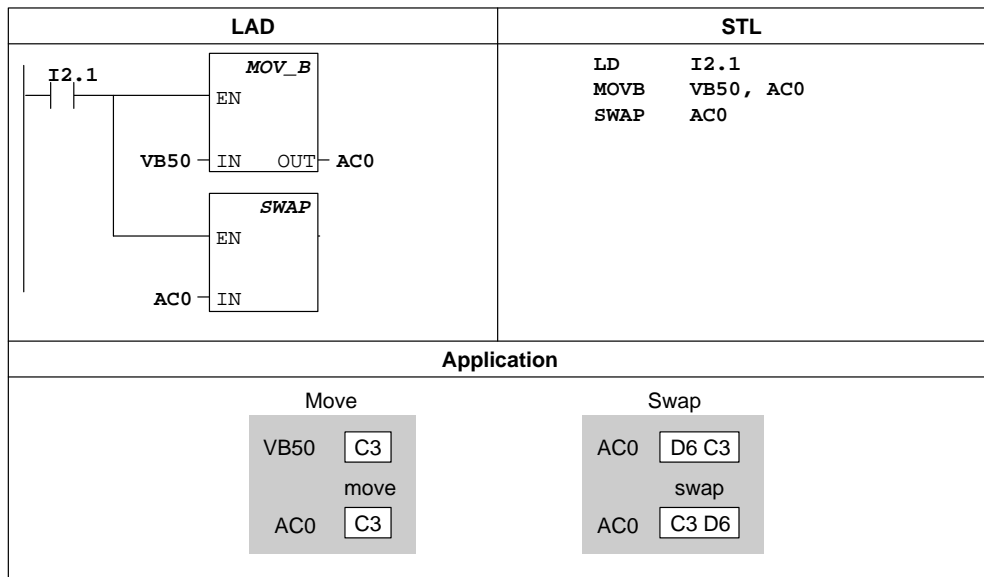 LAD
STL
I2.1
MOV_B
EN
VB50
IN
OUT
AC0
SWAP
EN
AC0
IN
LD I2.1
MOVB VB50, AC0
SWAP AC0
Application
Move
VB50 C3
move
AC0 C3
Swap
AC0 D6 C3
swap
AC0 C3 D6